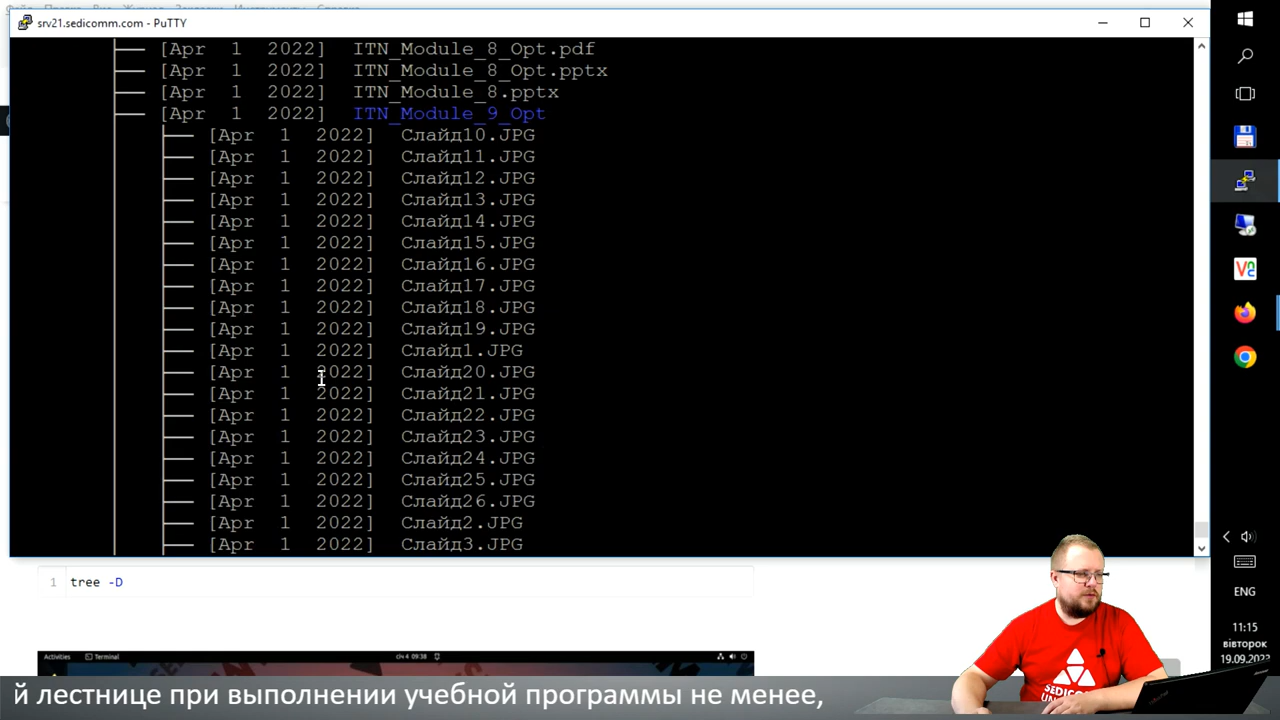 srv21.sedicomm.com - PuTTY
[Apr 1 2022] ITN_Module_8_Opt.pdf
[Apr 1 2022] ITN_Module_8_Opt.pptx
[Apr 1 2022] ITN_Module_8.pptx
[Apr 1 2022] ITN_Module_9_Opt
[Apr 1 2022] Слайд10.JPG
[Apr 1 2022] Слайд11.JPG
[Apr 1 2022] Слайд12.JPG
[Apr 1 2022] Слайд13.JPG
[Apr 1 2022] Слайд14.JPG
[Apr 1 2022] Слайд15.JPG
[Apr 1 2022] Слайд16.JPG
[Apr 1 2022] Слайд17.JPG
[Apr 1 2022] Слайд18.JPG
[Apr 1 2022] Слайд19.JPG
[Apr 1 2022] Слайд1.JPG
[Apr 1 2022] Слайд20.JPG
[Apr 1 2022] Слайд21.JPG
[Apr 1 2022] Слайд22.JPG
[Apr 1 2022] Слайд23.JPG
[Apr 1 2022] Слайд24.JPG
[Apr 1 2022] Слайд25.JPG
[Apr 1 2022] Слайд26.JPG
[Apr 1 2022] Слайд2.JPG
[Apr 1 2022] Слайд3.JPG
1 tree -D
Activities Terminal 09:38
ENG
11:15
вівторок
19.09.2023
SEDICOMM
й лестнице при выполнении учебной программы не менее,